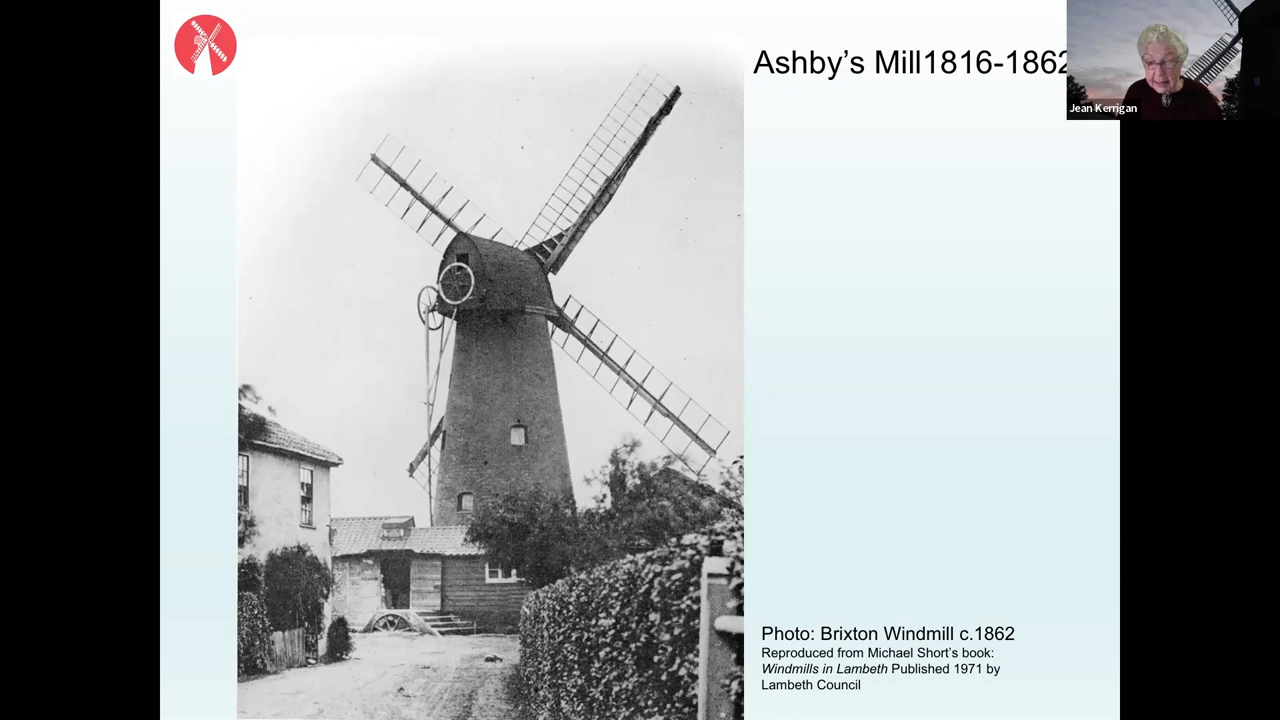 Ashby's Mill1816-1862
Jean Kerrigan
Photo: Brixton Windmill c.1862
Reproduced from Michael Short's book:
Windmills in Lambeth Published 1971 by
Lambeth Council